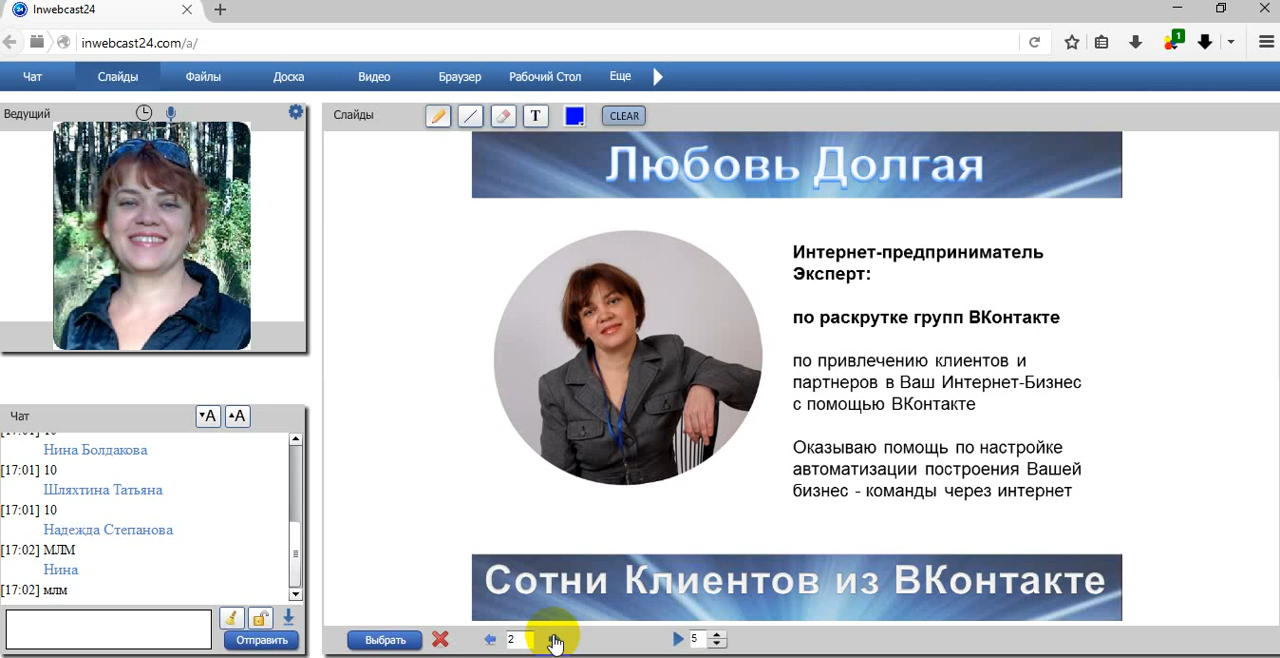 Inwebcast24
inwebcast24.com/a/
1
Чат Слайды Файлы Доска Видео Браузер Рабочий Стол Еще
Ведущий
Слайды T CLEAR
Любовь Долгая
Интернет-предприниматель
Эксперт:
по раскрутке групп ВКонтакте
по привлечению клиентов и
партнеров в Ваш Интернет-Бизнес
с помощью ВКонтакте
Оказываю помощь по настройке
автоматизации построения Вашей
бизнес - команды через интернет
Сотни Клиентов из ВКонтакте
Чат ▾A ▴A
Нина Болдакова
[17:01] 10
Шляхтина Татьяна
[17:01] 10
Надежда Степанова
[17:02] МЛМ
Нина
[17:02] млм
Отправить
Выбрать 2 5